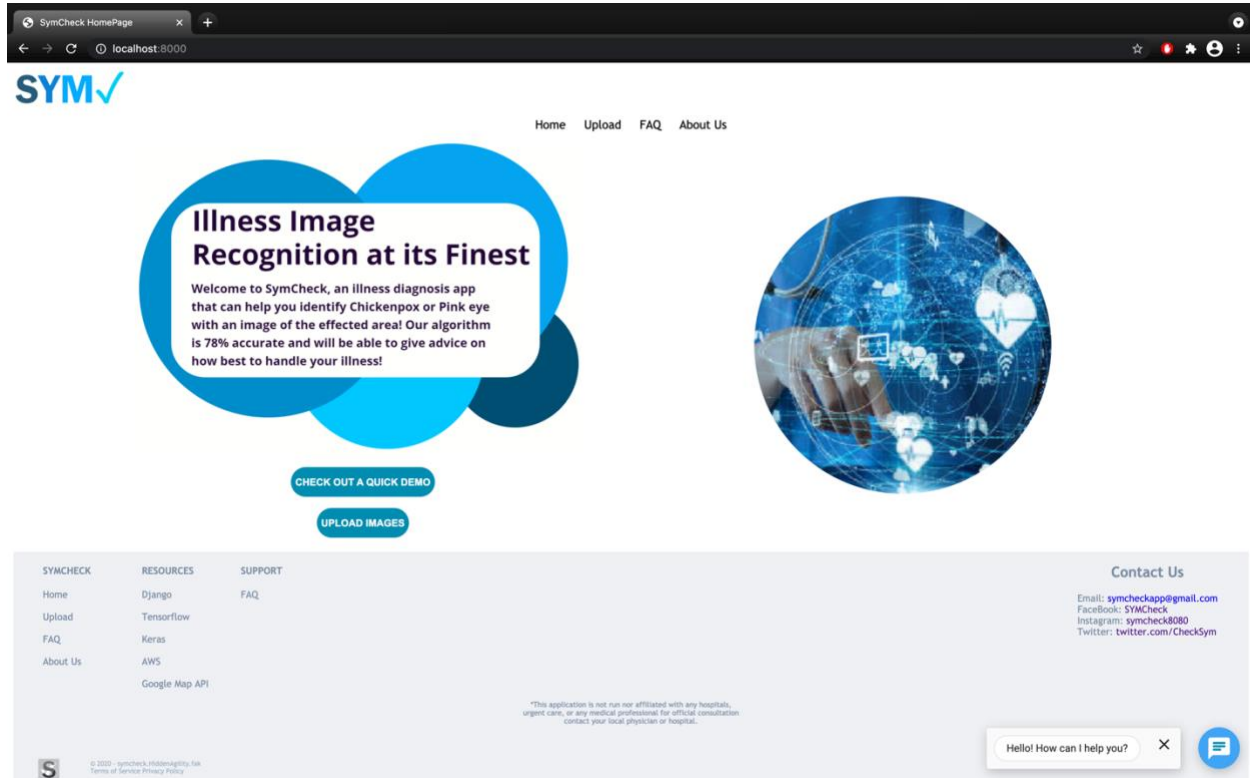 SymCheck HomePage
localhost:8000
SYM✓
Home Upload FAQ About Us
Illness Image
Recognition at its Finest
Welcome to SymCheck, an illness diagnosis app
that can help you identify Chickenpox or Pink eye
with an image of the effected area! Our algorithm
is 78% accurate and will be able to give advice on
how best to handle your illness!
CHECK OUT A QUICK DEMO
UPLOAD IMAGES
SYMCHECK
Home
Upload
FAQ
About Us
RESOURCES
Django
Tensorflow
Keras
AWS
Google Map API
SUPPORT
FAQ
Contact Us
Email: symcheckapp@gmail.com
FaceBook: SYMCheck
Instagram: symcheck8080
Twitter: twitter.com/CheckSym
*This application is not run nor affiliated with any hospitals,
urgent care, or any medical professional for official consultation
contact your local physician or hospital.
S
© 2020 - symcheck.HiddenAgility.fak
Terms of Service Privacy Policy
Hello! How can I help you?